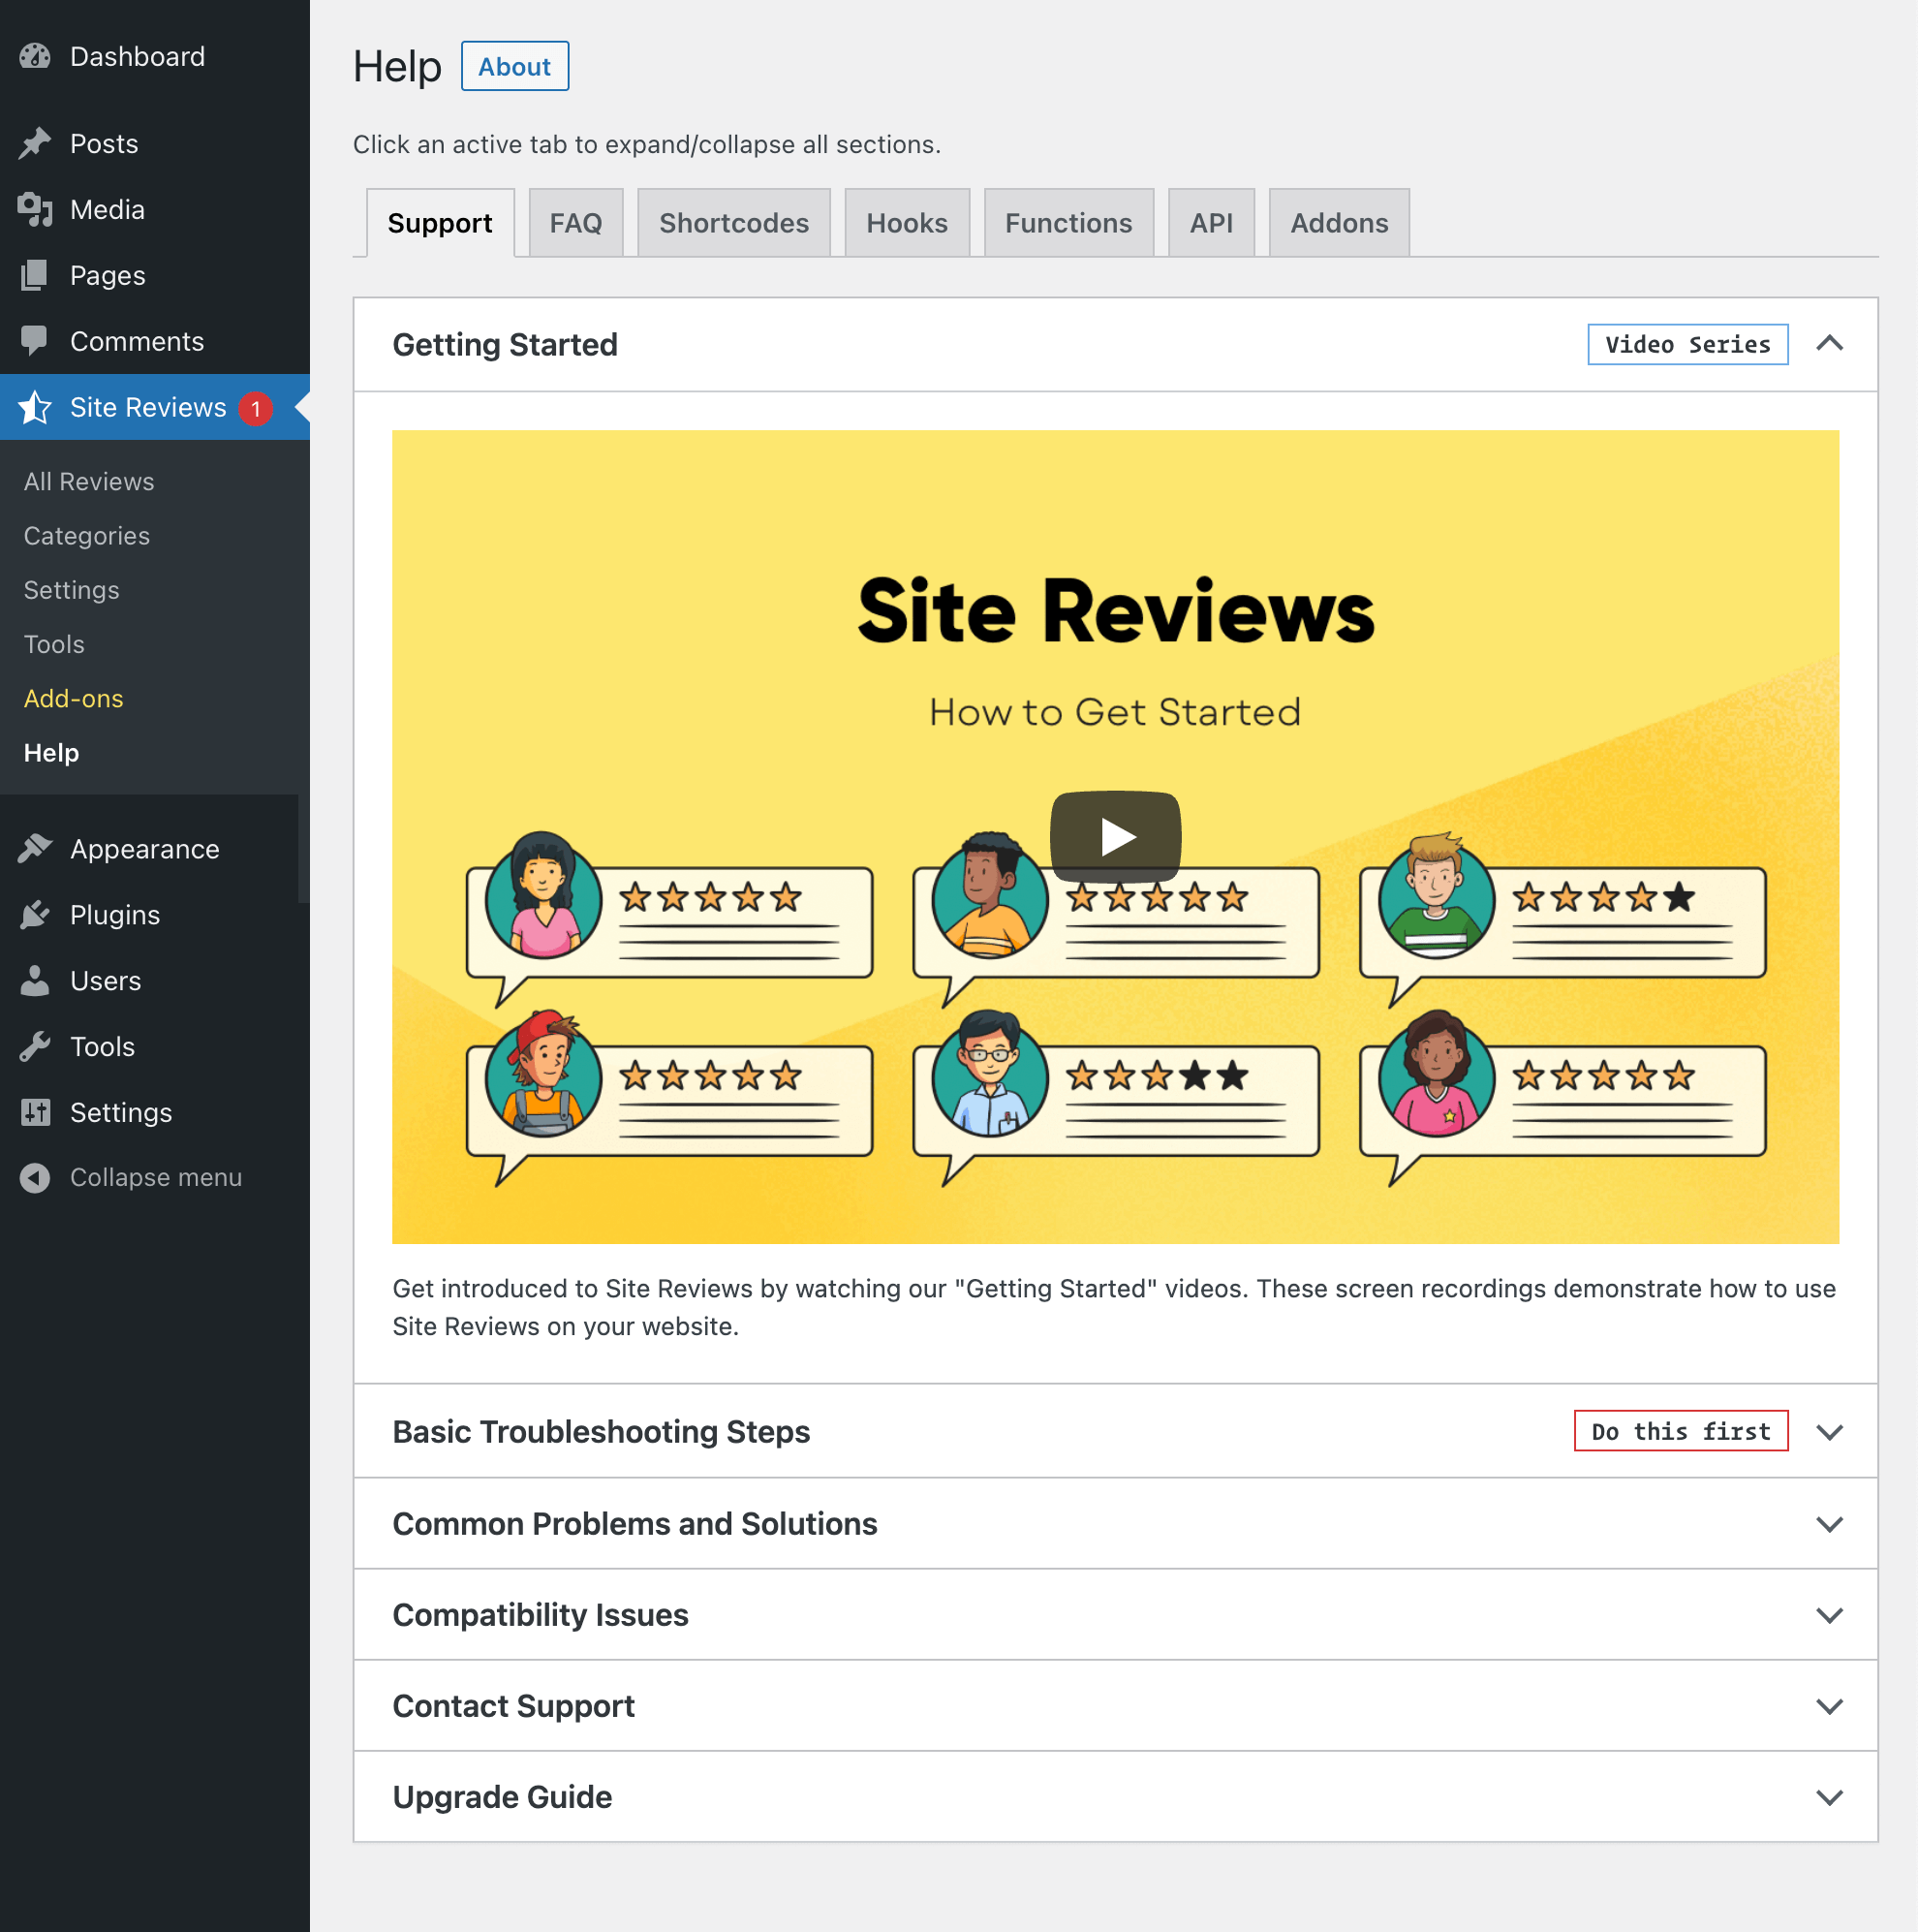 Dashboard
Posts
Media
Pages
Comments
Site Reviews 1
All Reviews
Categories
Settings
Tools
Add-ons
Help
Appearance
Plugins
Users
Tools
Settings
Collapse menu
Help About
Click an active tab to expand/collapse all sections.
Support FAQ Shortcodes Hooks Functions API Addons
Getting Started Video Series
Site Reviews
How to Get Started
Get introduced to Site Reviews by watching our "Getting Started" videos. These screen recordings demonstrate how to use
Site Reviews on your website.
Basic Troubleshooting Steps Do this first
Common Problems and Solutions
Compatibility Issues
Contact Support
Upgrade Guide